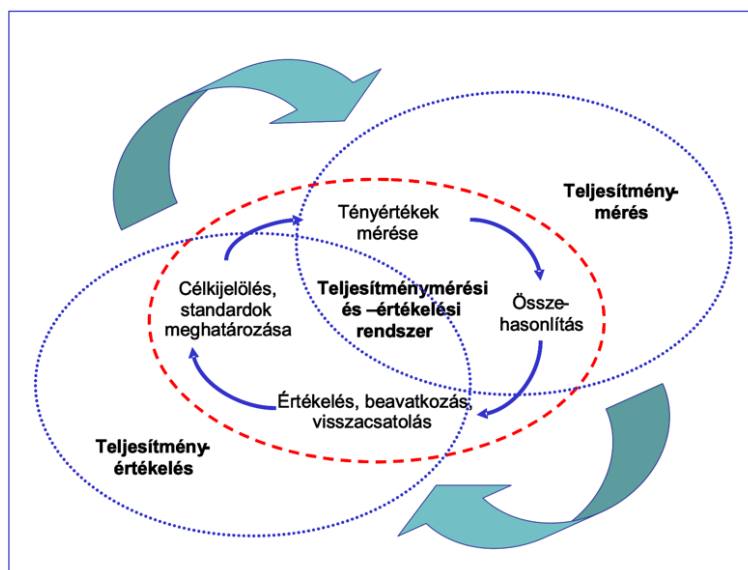 Teljesítmény-
mérés
Tényértékek
mérése
Célkijelölés,
standardok
meghatározása
Teljesítménymérési
és –értékelési
rendszer
Össze-
hasonlítás
Értékelés, beavatkozás,
visszacsatolás
Teljesítmény-
értékelés